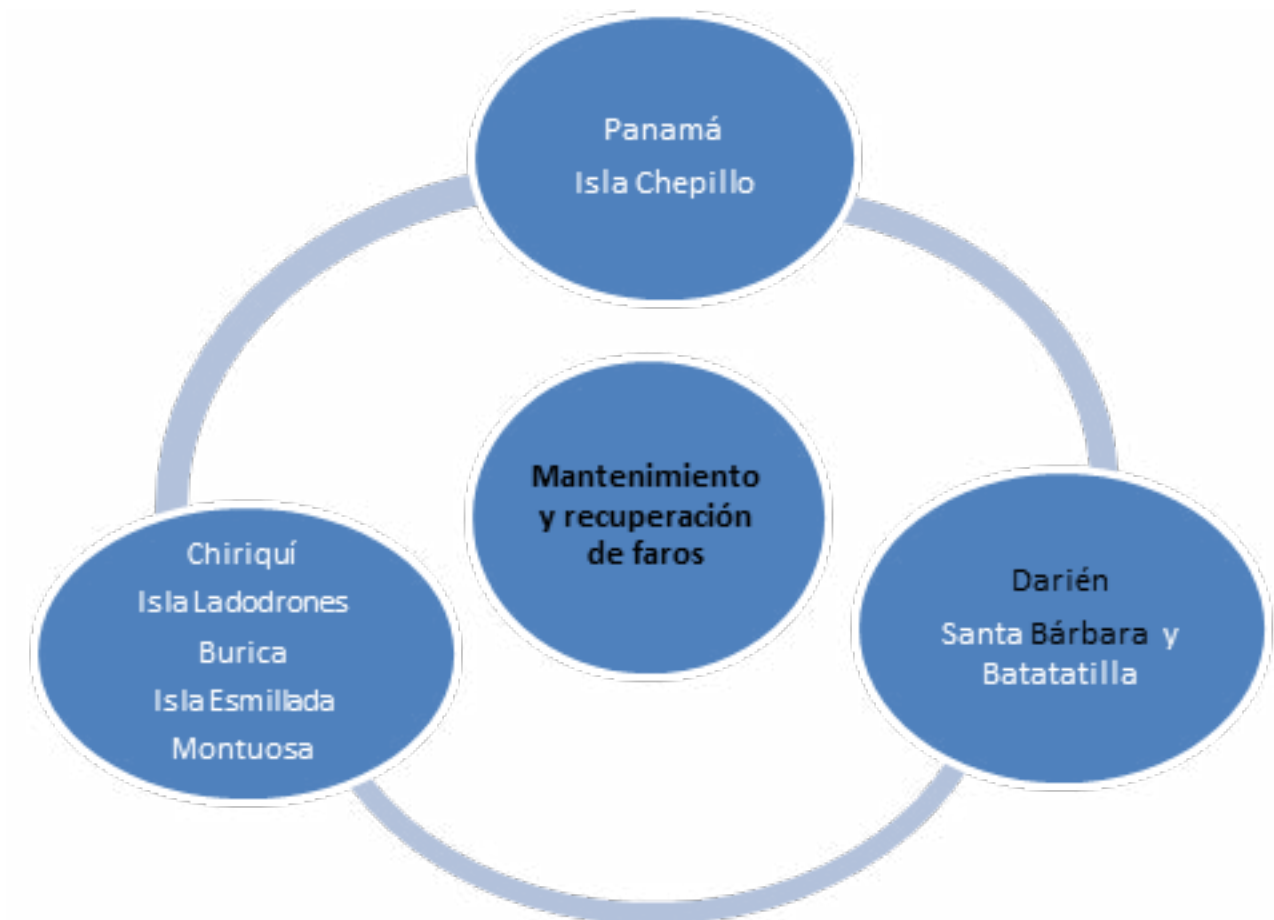 Panamá
Isla Chepillo
Mantenimiento
y recuperación
de faros
Chiriquí
Isla Ladodrones
Burica
Isla Esmillada
Montuosa
Darién
Santa Bárbara y
Batatatilla